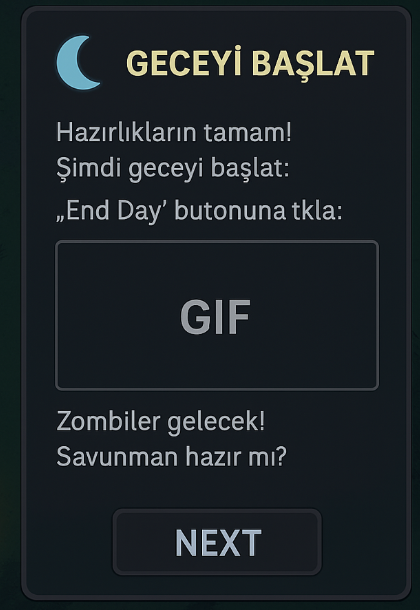 GECEYİ BAŞLAT
Hazırlıkların tamam!
Şimdi geceyi başlat:
„End Day’ butonuna tkla:
GIF
Zombiler gelecek!
Savunman hazır mı?
NEXT